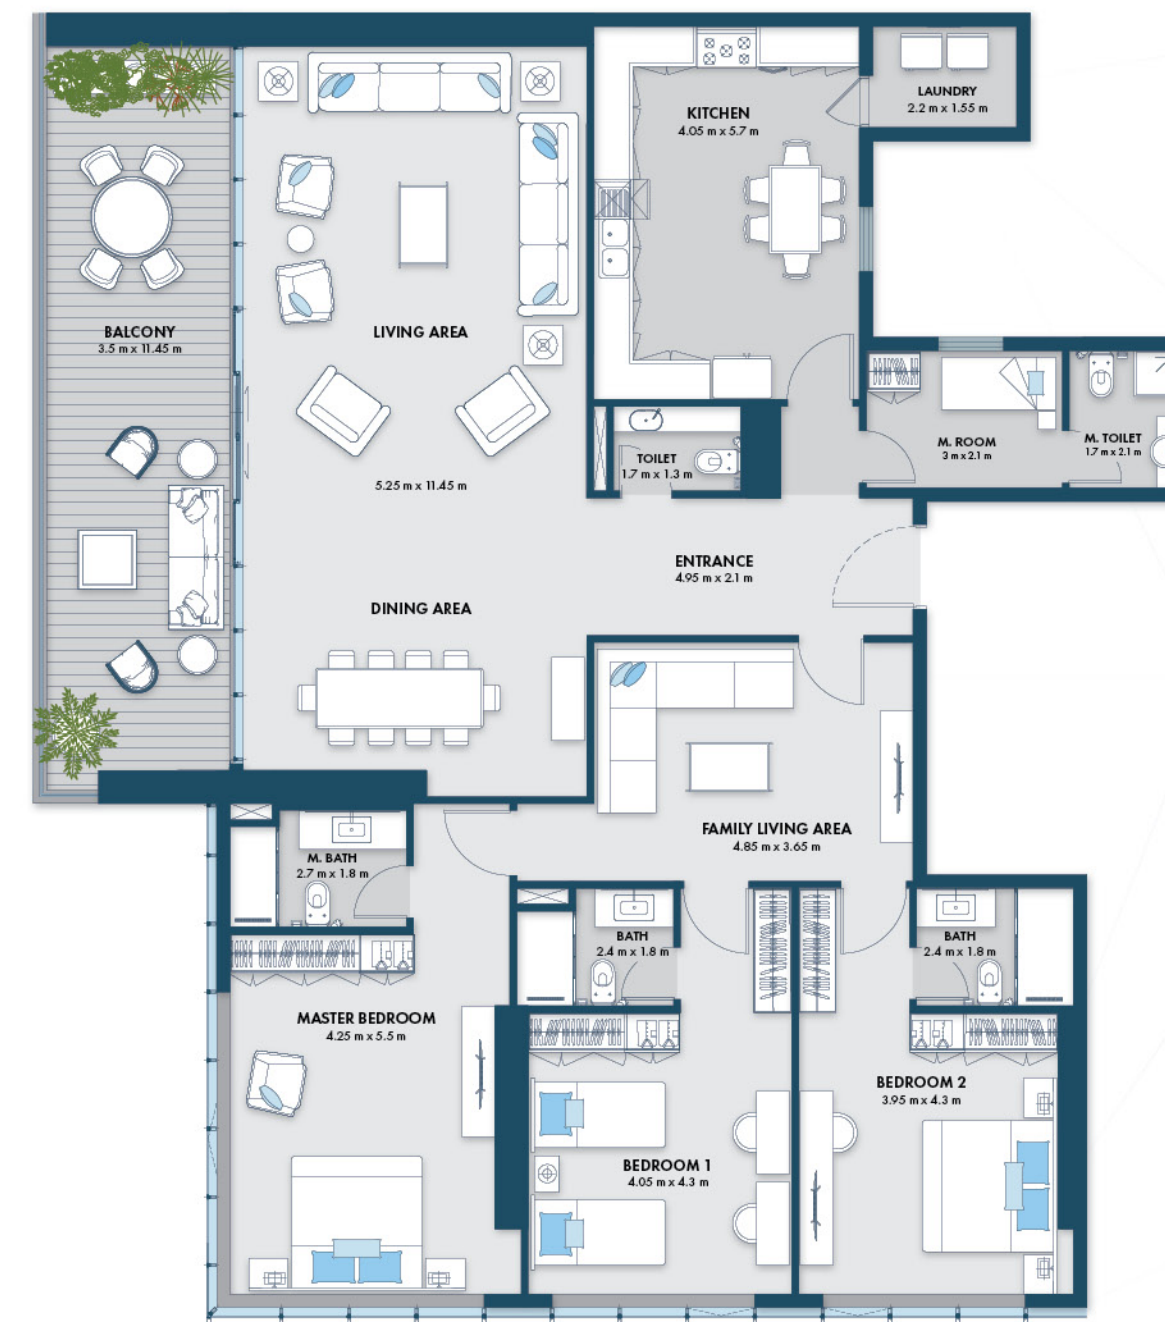 LAUNDRY
2.2 m x 1.55 m
KITCHEN
4.05 m x 5.7 m
BALCONY
3.5 m x 11.45 m
LIVING AREA
5.25 m x 11.45 m
TOILET
1.7 m x 1.3 m
M. ROOM
3 m x 2.1 m
M. TOILET
1.7 m x 2.1 m
ENTRANCE
4.95 m x 2.1 m
DINING AREA
FAMILY LIVING AREA
4.85 m x 3.65 m
M. BATH
2.7 m x 1.8 m
BATH
2.4 m x 1.8 m
BATH
2.4 m x 1.8 m
MASTER BEDROOM
4.25 m x 5.5 m
BEDROOM 1
4.05 m x 4.3 m
BEDROOM 2
3.95 m x 4.3 m